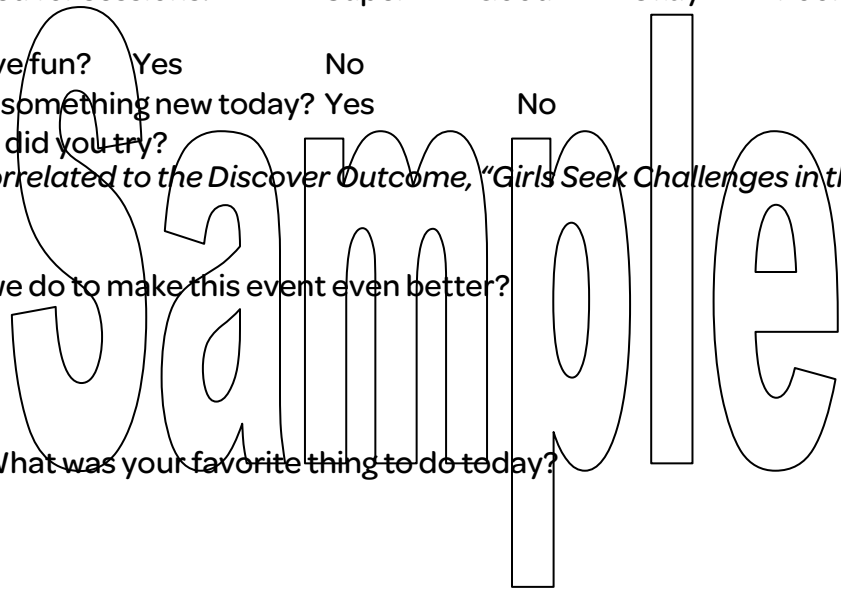 ve fun? Yes No
something new today? Yes No
did you try?
orrelated to the Discover Outcome, “Girls Seek Challenges in th
we do to make this event even better?
What was your favorite thing to do today?
Sample